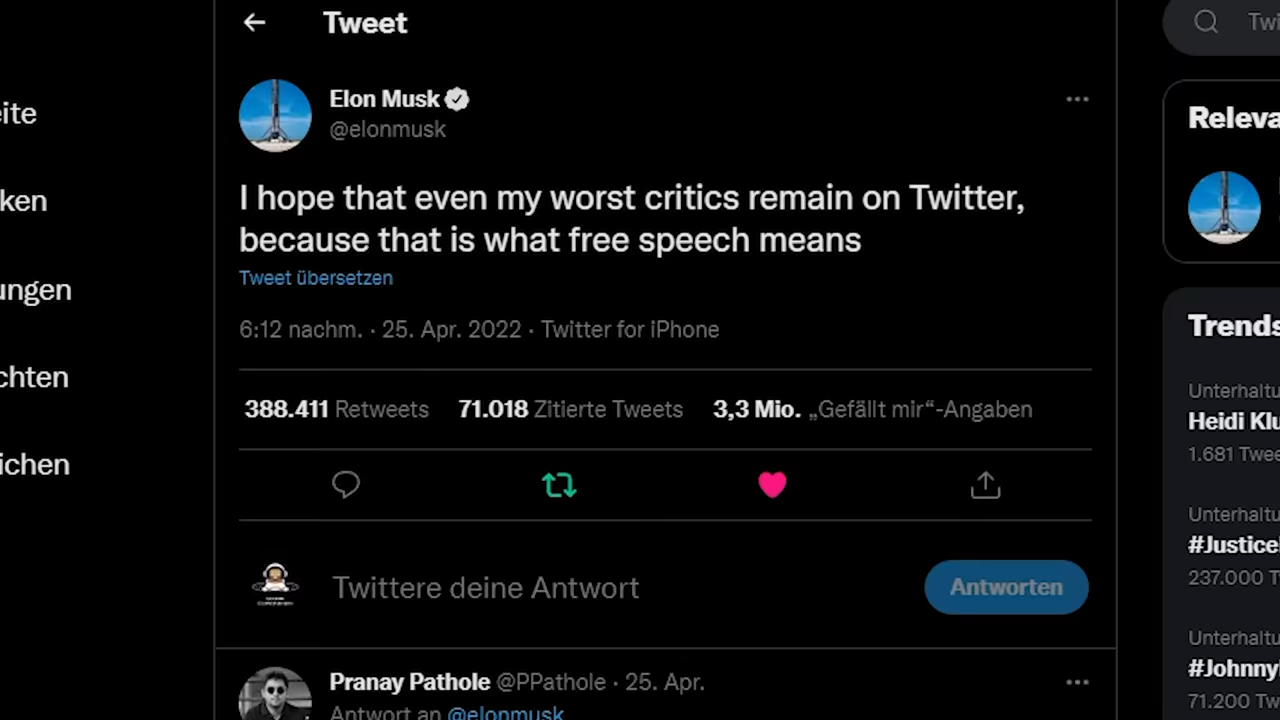 Tweet
Elon Musk
@elonmusk
I hope that even my worst critics remain on Twitter,
because that is what free speech means
Tweet übersetzen
6:12 nachm. · 25. Apr. 2022 · Twitter for iPhone
388.411 Retweets 71.018 Zitierte Tweets 3,3 Mio. „Gefällt mir“-Angaben
Twittere deine Antwort
Antworten
Pranay Pathole @PPathole · 25. Apr.
Antwort an @elonmusk
eite
ken
ungen
chten
ichen
Twi
Releva
Trends
Unterhaltu
Heidi Klu
1.681 Twee
Unterhaltu
#Justice
237.000 T
Unterhaltu
#Johnny
71.200 Tw